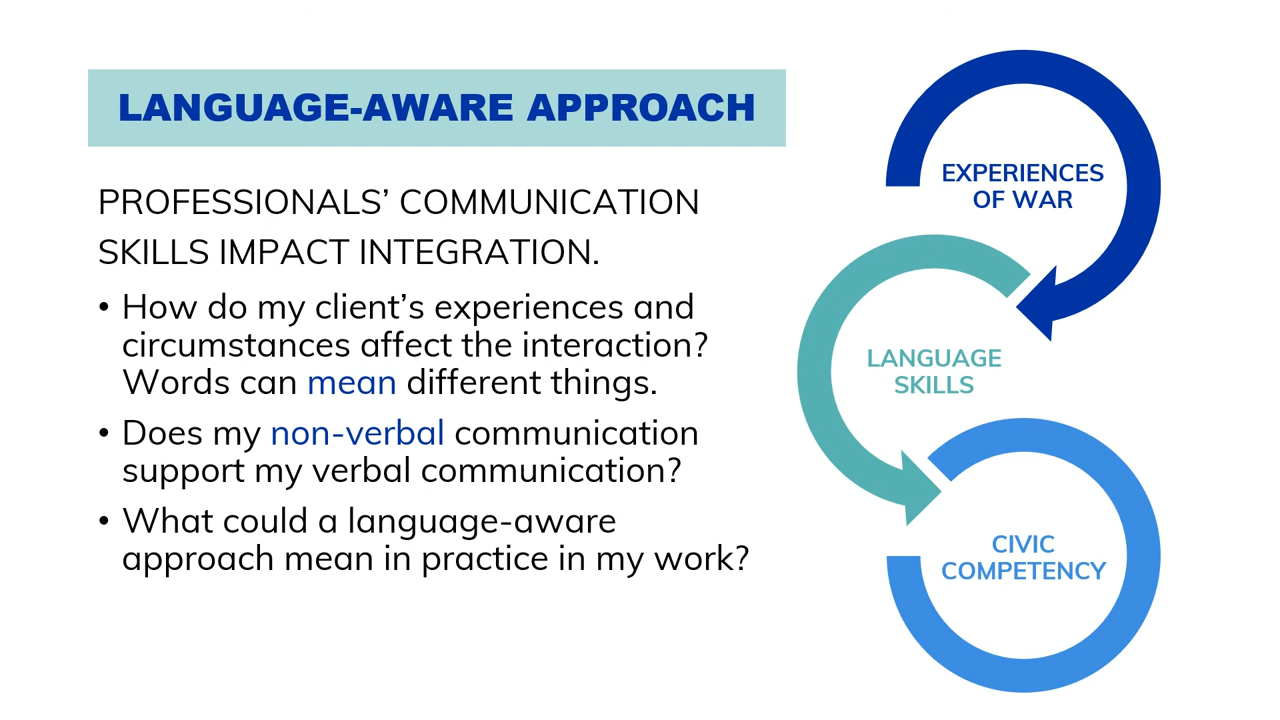 LANGUAGE-AWARE APPROACH
PROFESSIONALS’ COMMUNICATION
SKILLS IMPACT INTEGRATION.
• How do my client’s experiences and
circumstances affect the interaction?
Words can mean different things.
• Does my non-verbal communication
support my verbal communication?
• What could a language-aware
approach mean in practice in my work?
EXPERIENCES
OF WAR
LANGUAGE
SKILLS
CIVIC
COMPETENCY